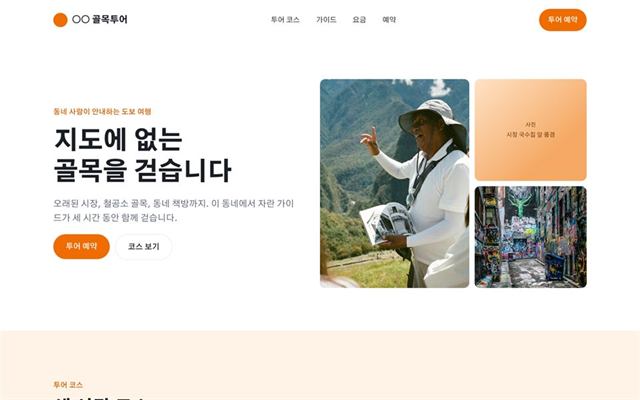 ○○ 골목투어
투어 코스
가이드
요금
예약
투어 예약
동네 사람이 안내하는 도보 여행
지도에 없는
골목을 걷습니다
오래된 시장, 철공소 골목, 동네 책방까지. 이 동네에서 자란 가이
드가 세 시간 동안 함께 걷습니다.
투어 예약
코스 보기
사진
시장 국수집 앞 풍경
투어 코스